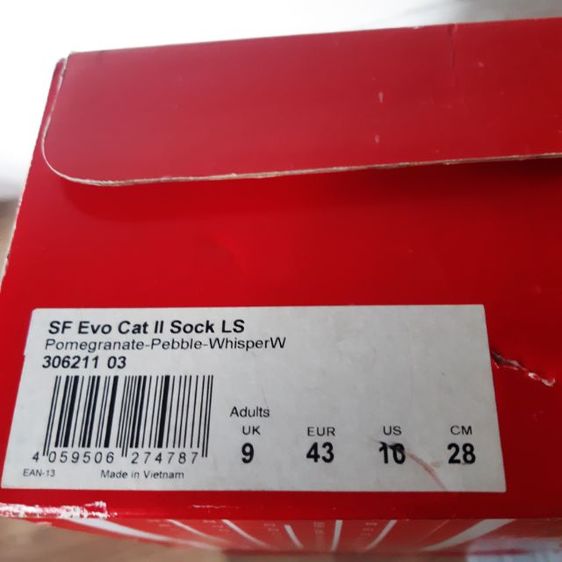 SF Evo Cat II Sock LS
Pomegranate-Pebble-WhisperW
306211 03
Adults
UK EUR US CM
9 43 10 28
4 059506 274787
EAN-13 Made in Vietnam